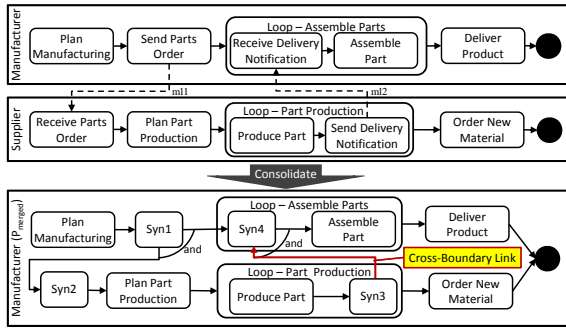 Manufacturer
Loop – Assemble Parts
Plan
Manufacturing
Send Parts
Order
Receive Delivery
Notification
Assemble
Part
Deliver
Product
ml1
ml2
Supplier
Loop – Part Production
Receive Parts
Order
Plan Part
Production
Produce Part
Send Delivery
Notification
Order New
Material
Consolidate
Manufacturer (Pmerged)
Loop – Assemble Parts
Plan
Manufacturing
Syn1
and
Syn4
and
Assemble
Part
Deliver
Product
Cross-Boundary Link
Loop – Part Production
Syn2
Plan Part
Production
Produce Part
Syn3
Order New
Material